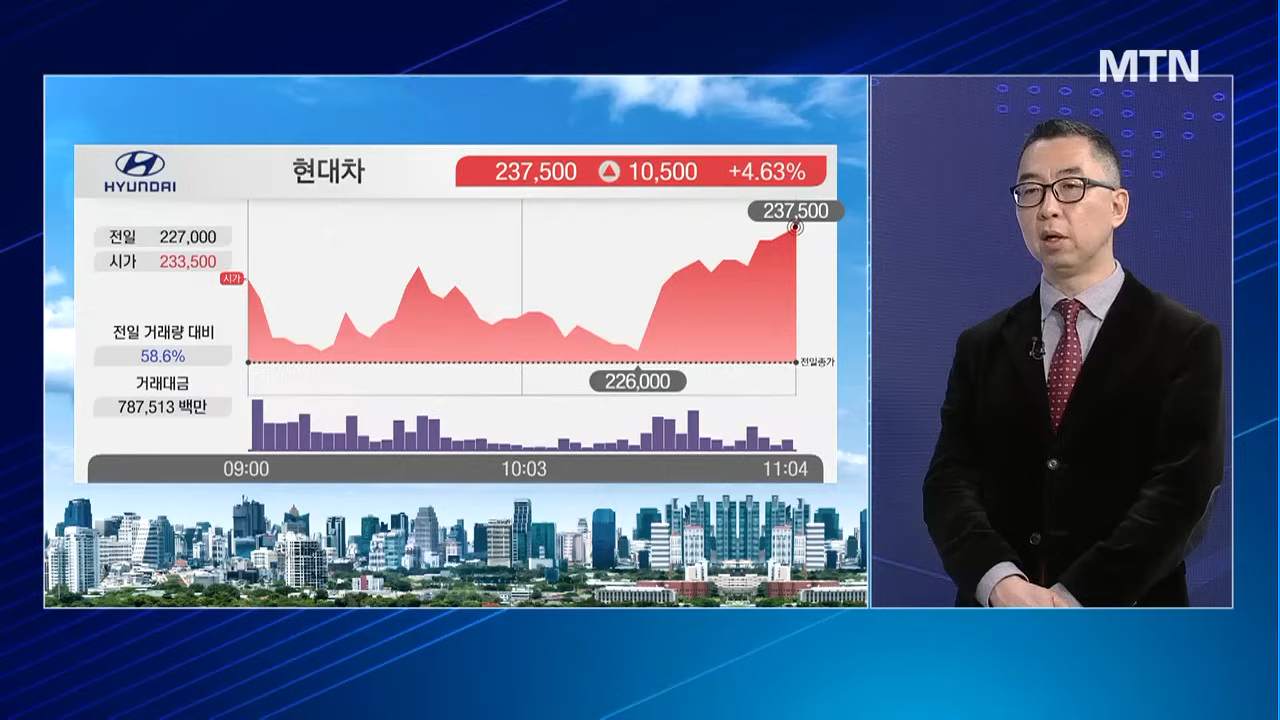 MTN
HYUNDAI
현대차
237,500 10,500 +4.63%
237,500
전일 227,000
시가 233,500
시가
전일 거래량 대비
58.6%
거래대금
787,513 백만
전일종가
226,000
09:00 10:03 11:04